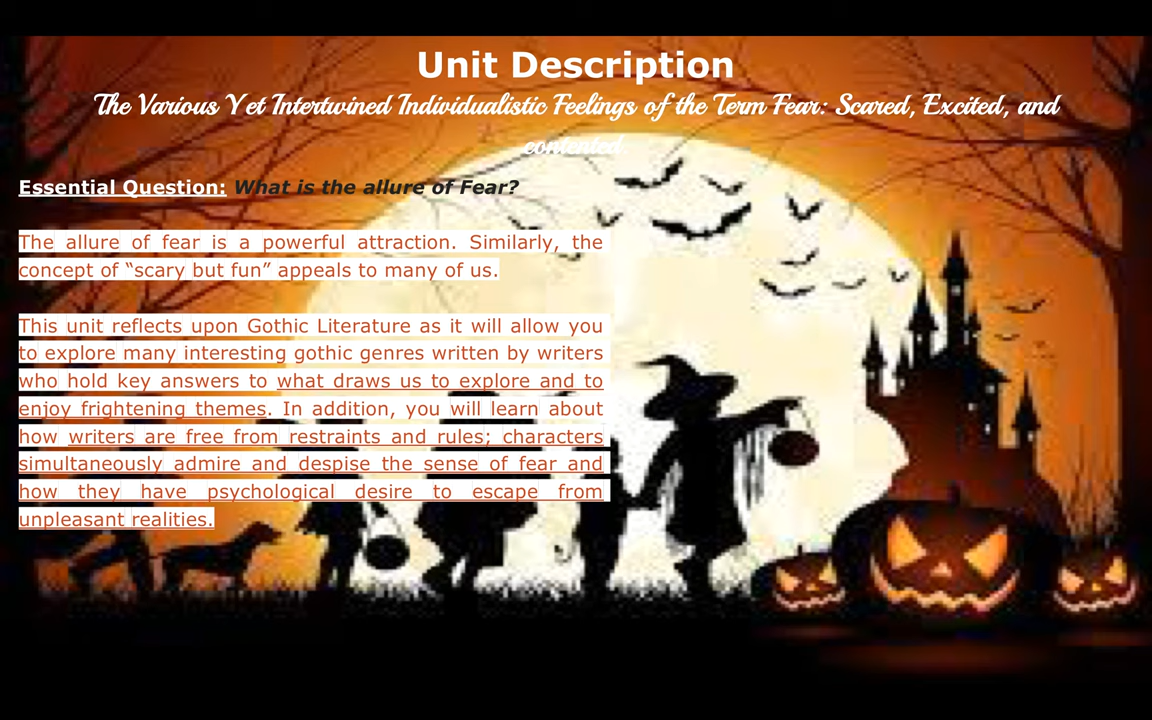 Unit Description
The Various Yet Intertwined Individualistic Feelings of the Term Fear: Scared, Excited, and
contented
Essential Question: What is the allure of Fear?
The allure of fear is a powerful attraction. Similarly, the
concept of “scary but fun” appeals to many of us.
This unit reflects upon Gothic Literature as it will allow you
to explore many interesting gothic genres written by writers
who hold key answers to what draws us to explore and to
enjoy frightening themes. In addition, you will learn about
how writers are free from restraints and rules; characters
simultaneously admire and despise the sense of fear and
how they have psychological desire to escape from
unpleasant realities.